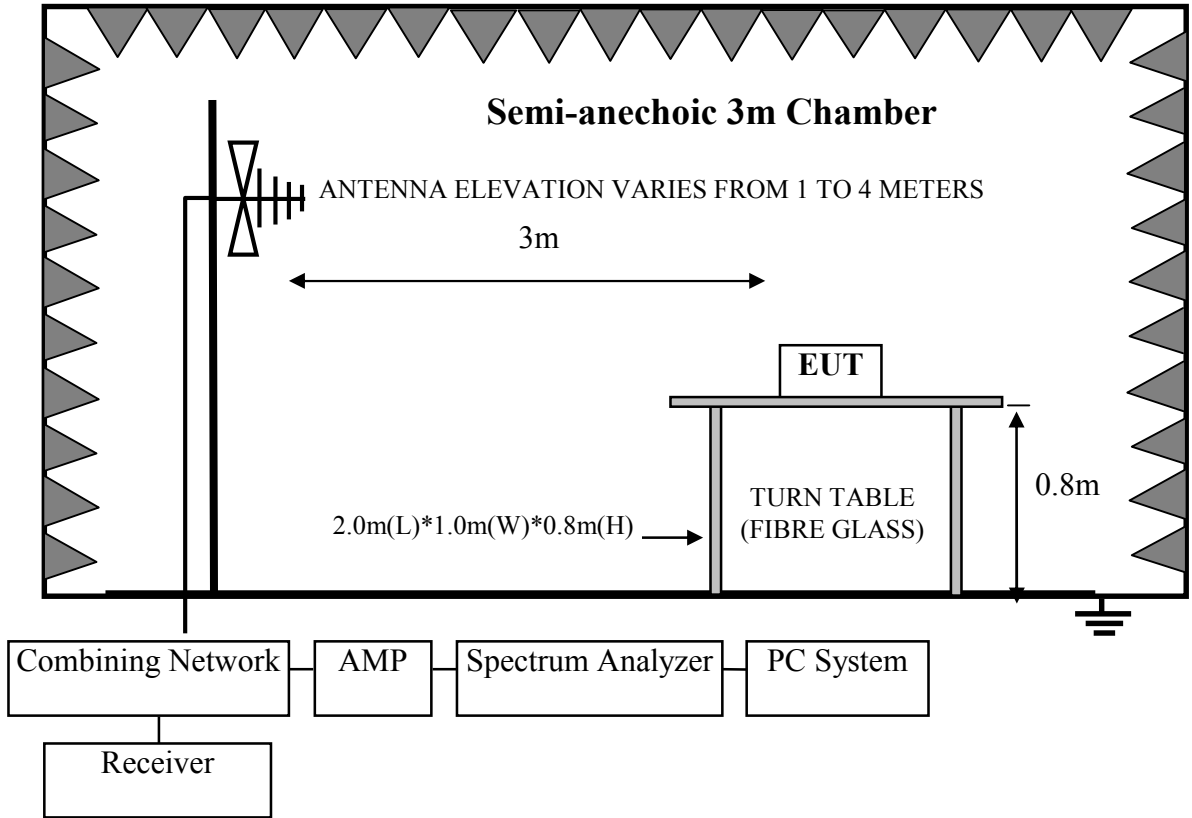 Semi-anechoic 3m Chamber
ANTENNA ELEVATION VARIES FROM 1 TO 4 METERS
3m
EUT
0.8m
TURN TABLE
(FIBRE GLASS)
2.0m(L)*1.0m(W)*0.8m(H)
Combining Network
AMP
Spectrum Analyzer
PC System
Receiver